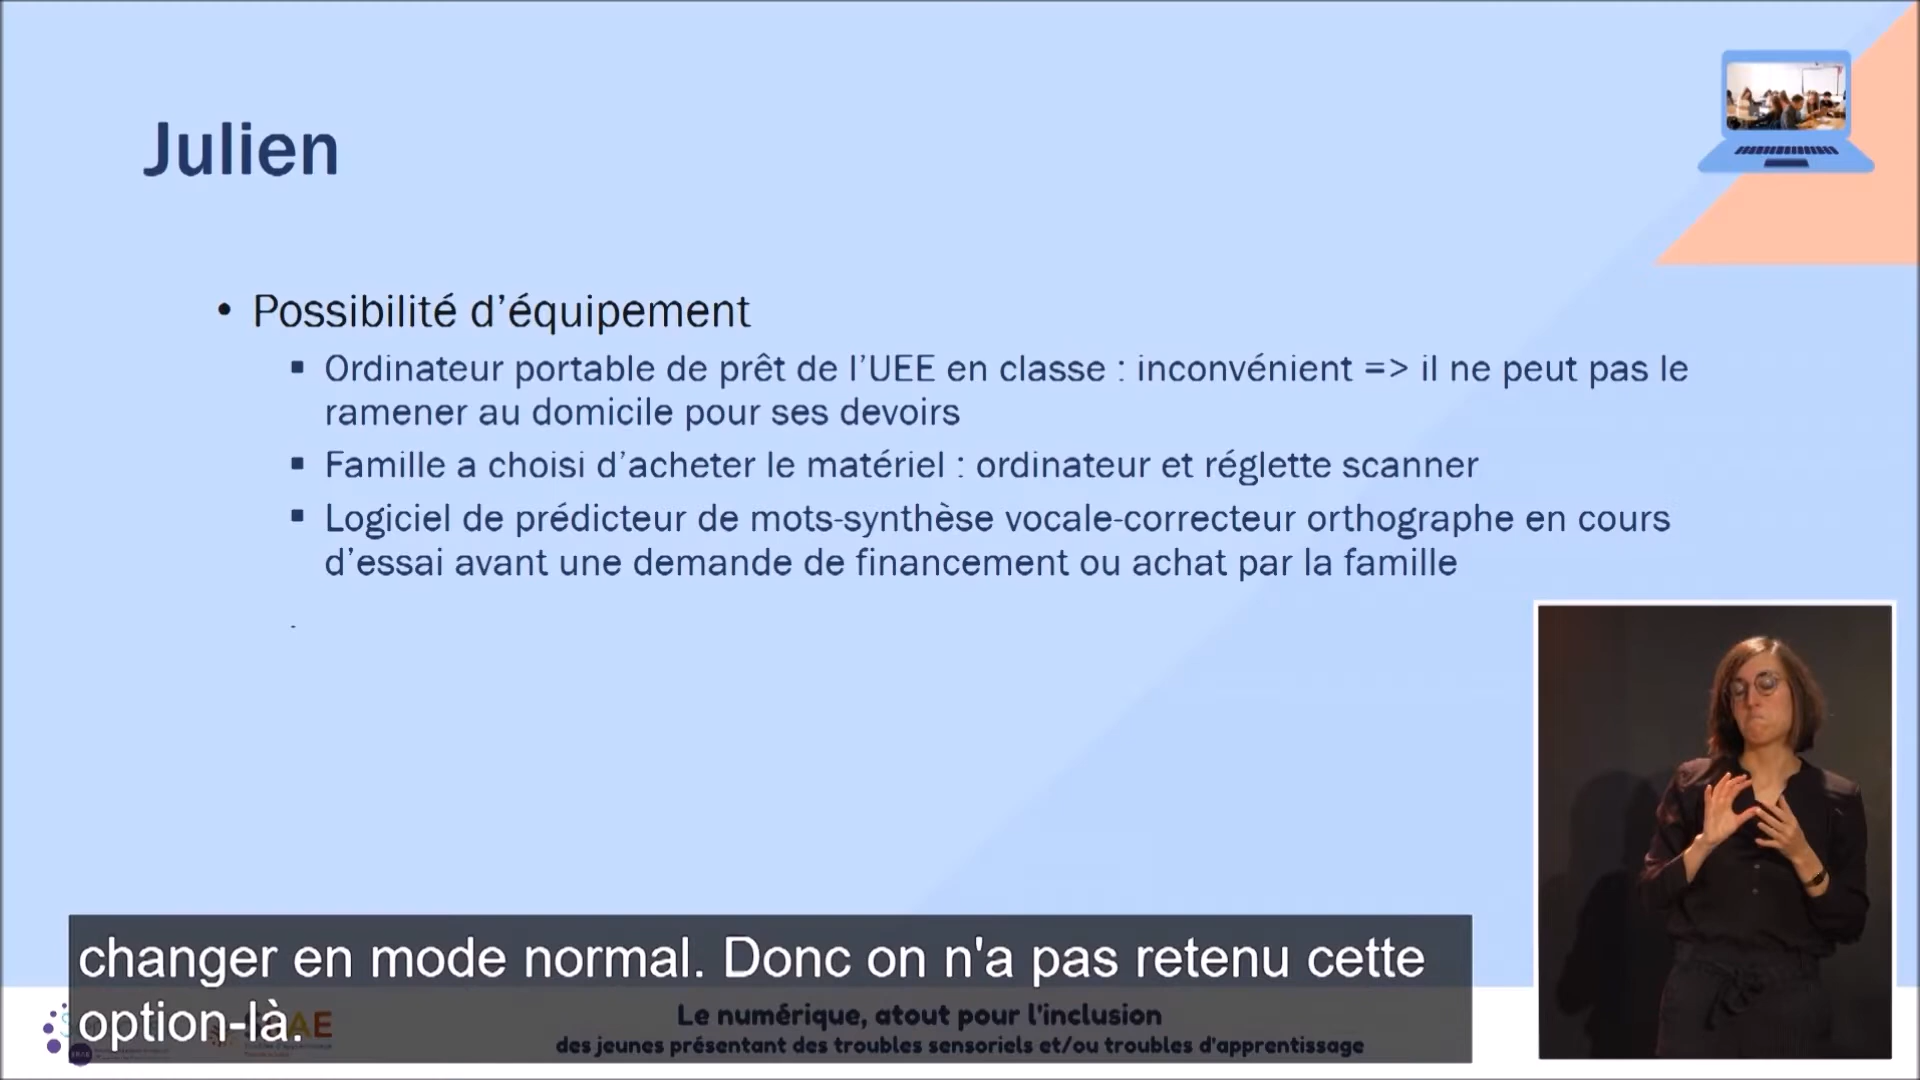 Julien
• Possibilité d’équipement
▪ Ordinateur portable de prêt de l’UEE en classe : inconvénient => il ne peut pas le
ramener au domicile pour ses devoirs
▪ Famille a choisi d’acheter le matériel : ordinateur et réglette scanner
▪ Logiciel de prédicteur de mots-synthèse vocale-correcteur orthographe en cours
d’essai avant une demande de financement ou achat par la famille
changer en mode normal. Donc on n'a pas retenu cette
option-là.
Le numérique, atout pour l'inclusion
des jeunes présentant des troubles sensoriels et/ou troubles d'apprentissage